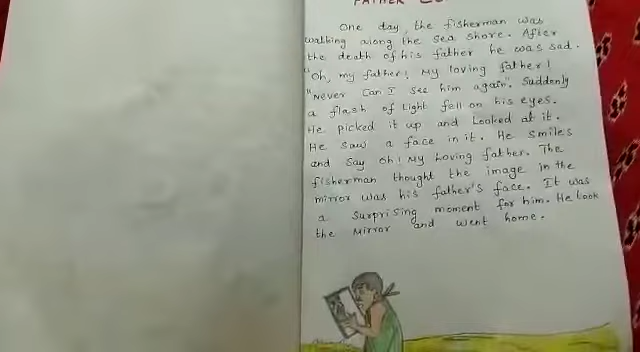 FATHER
One day, the fisherman was
walking along the sea shore. After
the death of his father he was sad.
"Oh, my father! My loving father!
"Never Can I see him again". Suddenly
a flash of Light fell on his eyes.
He picked it up and Looked at it.
He saw a face in it. He smiles
and say oh! My Loving father. The
fisherman thought the image in the
mirror was his father's face. It was
a surprising moment for him. He took
the Mirror and went home.